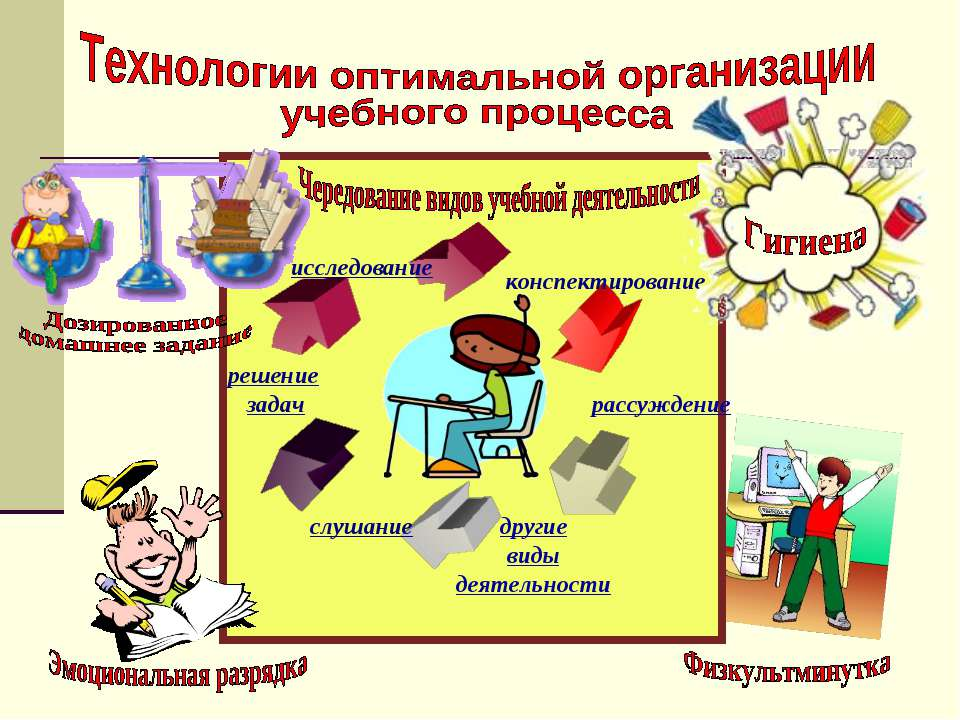 Технологии оптимальной организации
учебного процесса
Чередование видов учебной деятельности
Гигиена
исследование
конспектирование
Дозированное
домашнее задание
решение
задач
рассуждение
слушание
другие
виды
деятельности
Эмоциональная разрядка
Физкультминутка